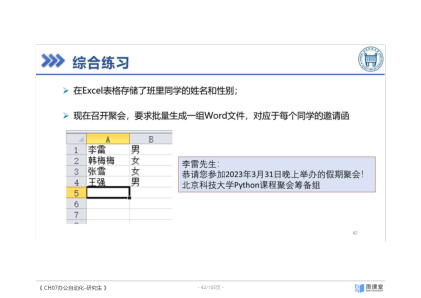 综合练习
在Excel表格存储了班里同学的姓名和性别；
现在召开聚会，要求批量生成一组Word文件，对应于每个同学的邀请函
A B
1 李雷 男
2 韩梅梅 女
3 张雪 女
4 王强 男
5
6
7
李雷先生：
恭请您参加2023年3月31日晚上举办的假期聚会！
北京科技大学Python课程聚会筹备组
42
《 CH07办公自动化-研究生 》
- 42/105页 -
雨课堂